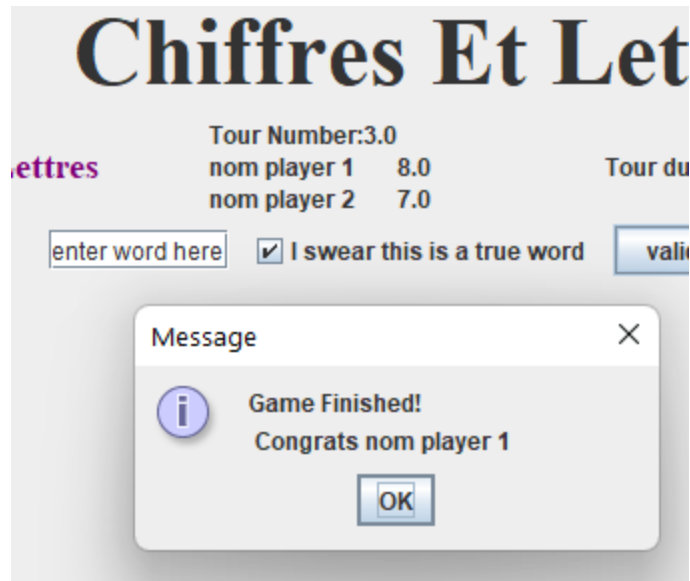 Chiffres Et Let
Tour Number:3.0
ettres nom player 1 8.0 Tour du
nom player 2 7.0
enter word here I swear this is a true word valid
Message
Game Finished!
Congrats nom player 1
OK